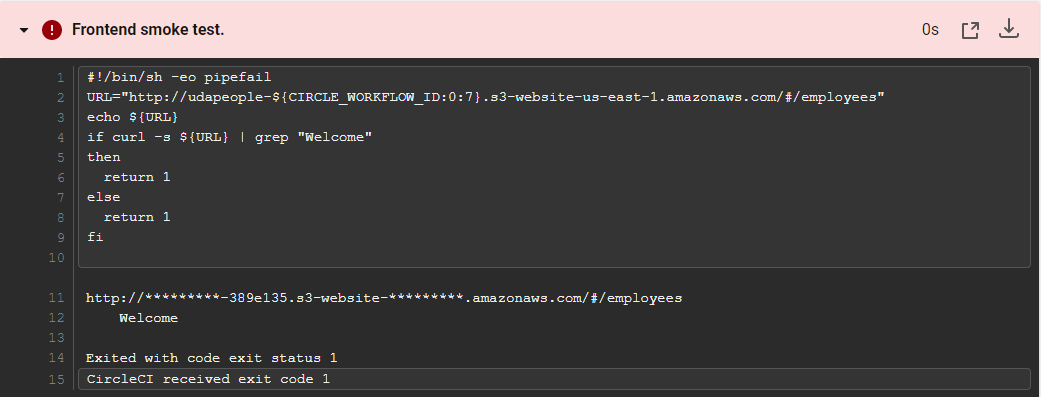 Frontend smoke test.
0s
1 #!/bin/sh -eo pipefail
2 URL="http://udapeople-${CIRCLE_WORKFLOW_ID:0:7}.s3-website-us-east-1.amazonaws.com/#/employees"
3 echo ${URL}
4 if curl -s ${URL} | grep "Welcome"
5 then
6   return 1
7 else
8   return 1
9 fi
10
11 http://*********-389e135.s3-website-*********.amazonaws.com/#/employees
12     Welcome
13
14 Exited with code exit status 1
15 CircleCI received exit code 1